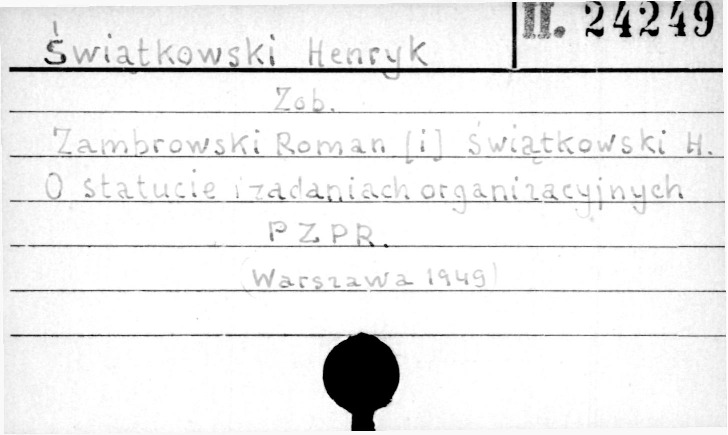 Świątkowski Henryk
II. 24249
Zob.
Zambrowski Roman [i] Świątkowski H.
O statucie i zadaniach organizacyjnych
PZPR.
(Warszawa 1949)